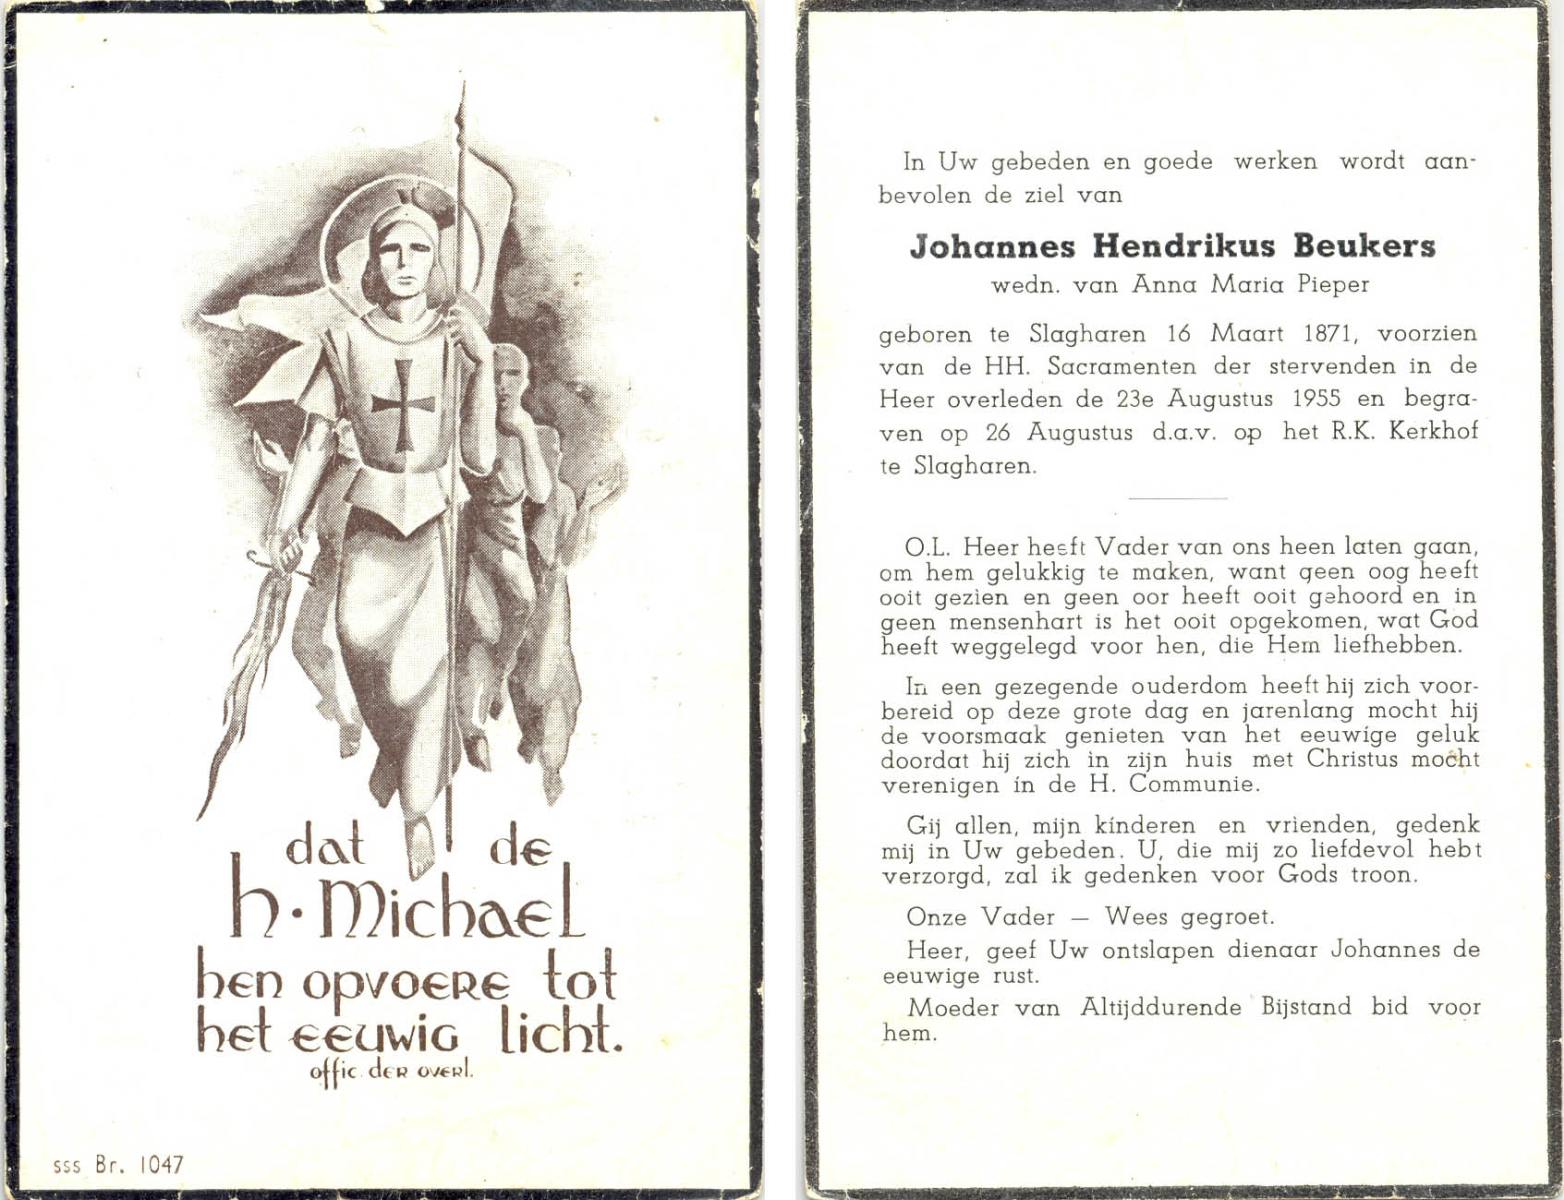 dat de
h. Michael
hen opvoere tot
het eeuwig licht.
offic. der overl.
sss Br. 1047
In Uw gebeden en goede werken wordt aan-
bevolen de ziel van
Johannes Hendrikus Beukers
wedn. van Anna Maria Pieper
geboren te Slagharen 16 Maart 1871, voorzien
van de HH. Sacramenten der stervenden in de
Heer overleden de 23e Augustus 1955 en begra-
ven op 26 Augustus d.a.v. op het R.K. Kerkhof
te Slagharen.
O.L. Heer heeft Vader van ons heen laten gaan,
om hem gelukkig te maken, want geen oog heeft
ooit gezien en geen oor heeft ooit gehoord en in
geen mensenhart is het ooit opgekomen, wat God
heeft weggelegd voor hen, die Hem liefhebben.
In een gezegende ouderdom heeft hij zich voor-
bereid op deze grote dag en jarenlang mocht hij
de voorsmaak genieten van het eeuwige geluk
doordat hij zich in zijn huis met Christus mocht
verenigen in de H. Communie.
Gij allen, mijn kinderen en vrienden, gedenk
mij in Uw gebeden. U, die mij zo liefdevol hebt
verzorgd, zal ik gedenken voor Gods troon.
Onze Vader — Wees gegroet.
Heer, geef Uw ontslapen dienaar Johannes de
eeuwige rust.
Moeder van Altijddurende Bijstand bid voor
hem.